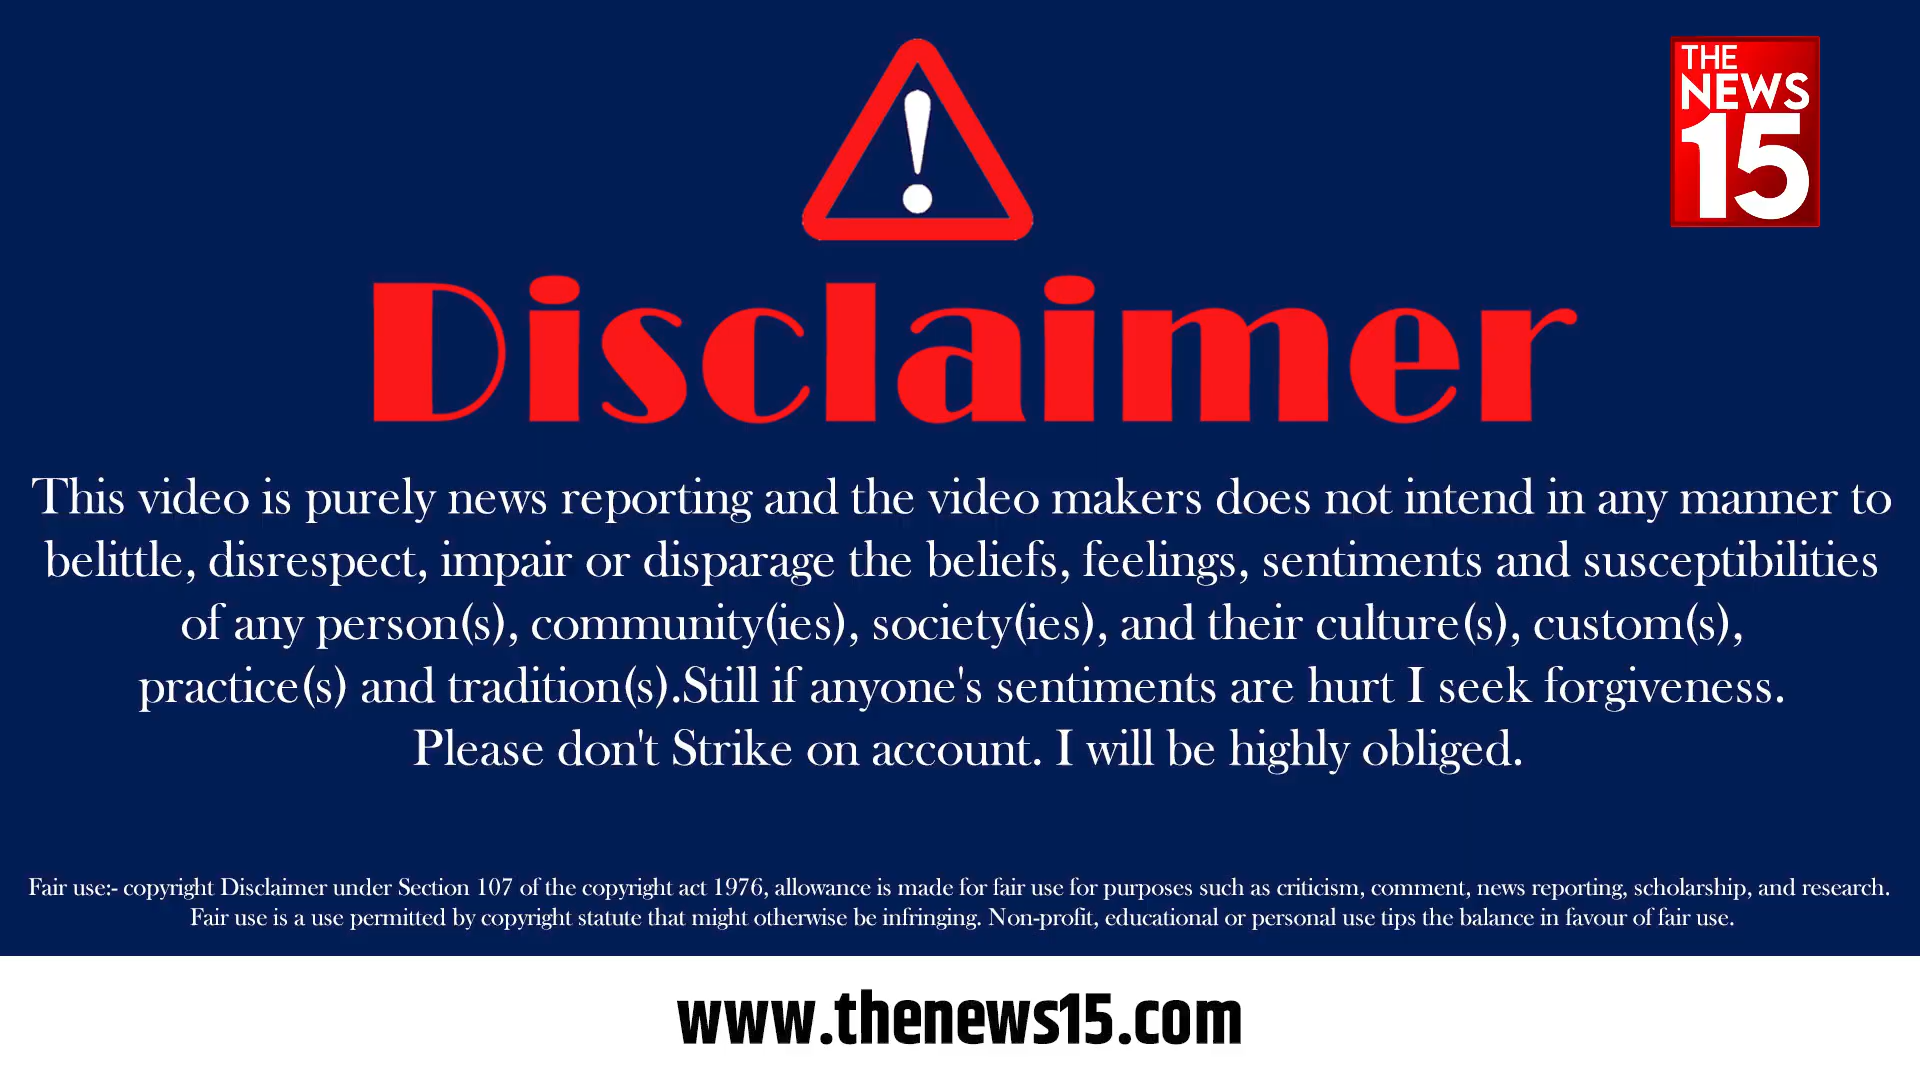 THE
NEWS
15
Disclaimer
This video is purely news reporting and the video makers does not intend in any manner to
belittle, disrespect, impair or disparage the beliefs, feelings, sentiments and susceptibilities
of any person(s), community(ies), society(ies), and their culture(s), custom(s),
practice(s) and tradition(s).Still if anyone's sentiments are hurt I seek forgiveness.
Please don't Strike on account. I will be highly obliged.
Fair use:- copyright Disclaimer under Section 107 of the copyright act 1976, allowance is made for fair use for purposes such as criticism, comment, news reporting, scholarship, and research.
Fair use is a use permitted by copyright statute that might otherwise be infringing. Non-profit, educational or personal use tips the balance in favour of fair use.
www.thenews15.com